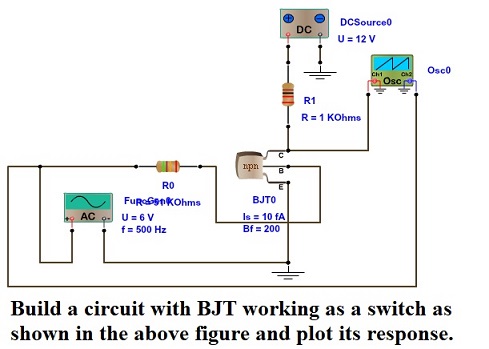 DC
DCSource0
U = 12 V
Ch1 Ch2
Osc
Osc0
R1
R = 1 KOhms
C
npn
B
E
R0
KOhms
AC
U = 6 V
f = 500 Hz
BJT0
Is = 10 fA
Bf = 200
Build a circuit with BJT working as a switch as
shown in the above figure and plot its response.